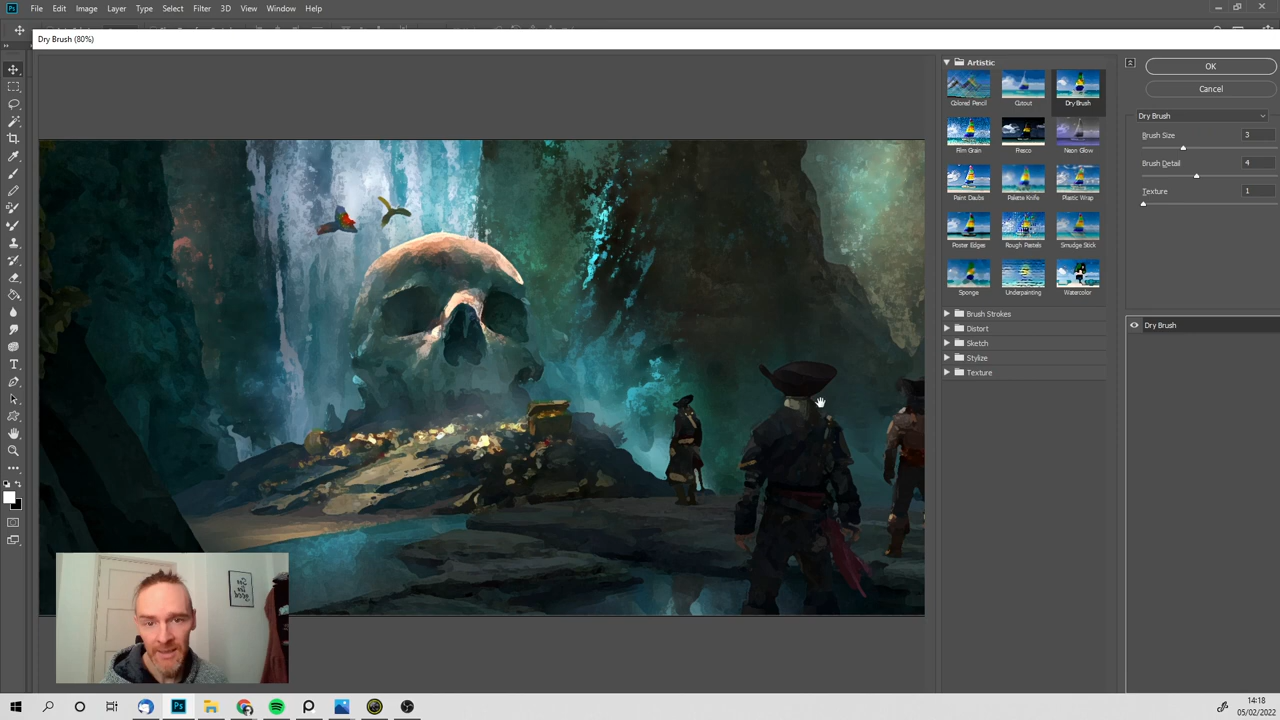 Ps File Edit Image Layer Type Select Filter 3D View Window Help
Dry Brush (80%)
Artistic
Colored Pencil Cutout Dry Brush
Film Grain Fresco Neon Glow
Paint Daubs Palette Knife Plastic Wrap
Poster Edges Rough Pastels Smudge Stick
Sponge Underpainting Watercolor
Brush Strokes
Distort
Sketch
Stylize
Texture
OK
Cancel
Dry Brush
Brush Size 3
Brush Detail 4
Texture 1
Dry Brush
Ps
14:18
05/02/2022